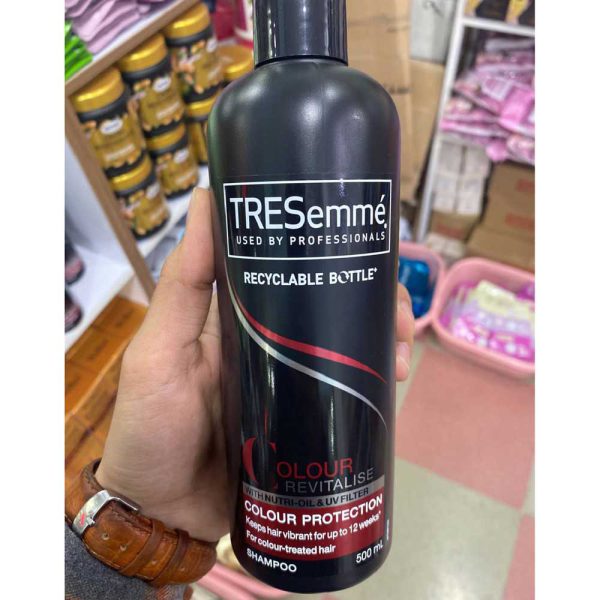 TRESemmé
USED BY PROFESSIONALS
RECYCLABLE BOTTLE*
COLOUR
REVITALISE
WITH NUTRI-OIL & UV FILTER
COLOUR PROTECTION
Keeps hair vibrant for up to 12 weeks*
For colour-treated hair
SHAMPOO
500 mL